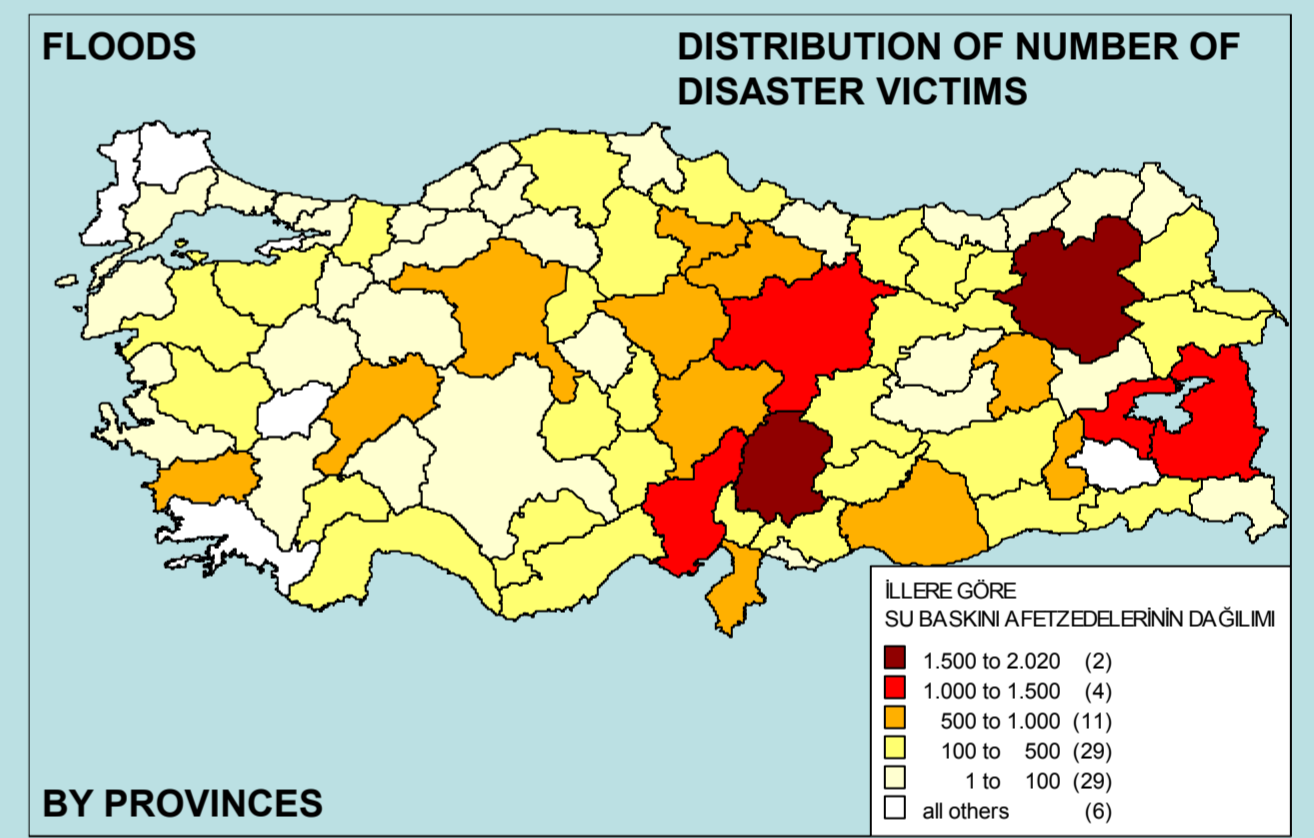 FLOODS
DISTRIBUTION OF NUMBER OF
DISASTER VICTIMS
İLLERE GÖRE
SU BASKINI AFETZEDELERİNİN DAĞILIMI
1.500 to 2.020 (2)
1.000 to 1.500 (4)
500 to 1.000 (11)
100 to 500 (29)
1 to 100 (29)
all others (6)
BY PROVINCES